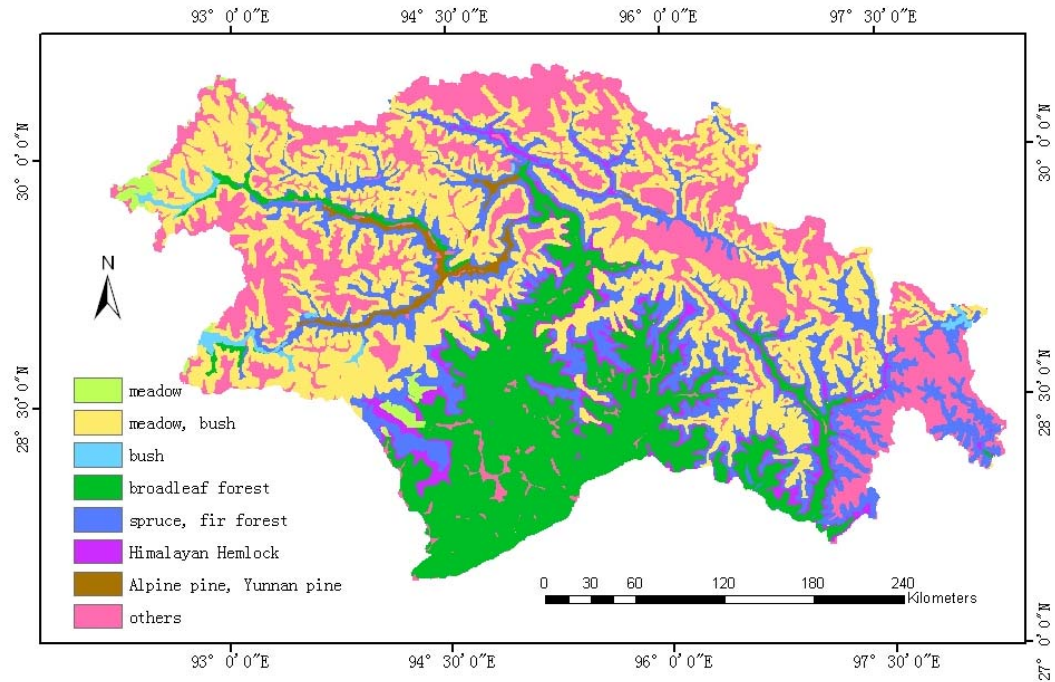 93° 0′0″E 94° 30′0″E 96° 0′0″E 97° 30′0″E
30° 0′0″N
30° 0′0″N
N
28° 30′0″N
28° 30′0″N
meadow
meadow, bush
bush
broadleaf forest
spruce, fir forest
Himalayan Hemlock
Alpine pine, Yunnan pine
others
0 30 60 120 180 240
Kilometers
27° 0′0″N
93° 0′0″E 94° 30′0″E 96° 0′0″E 97° 30′0″E